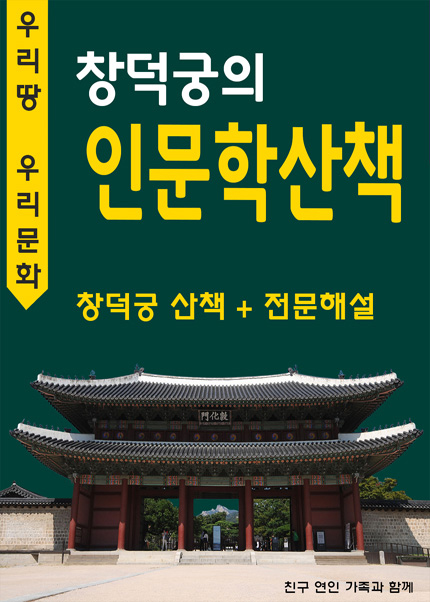 우리땅 우리문화
창덕궁의
인문학산책
창덕궁 산책 + 전문해설
敦化門
친구 연인 가족과 함께